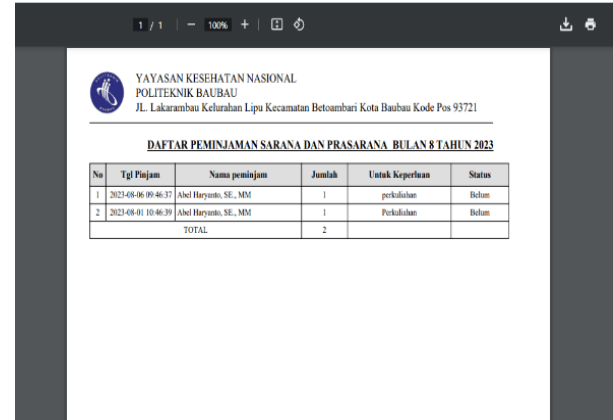 1 / 1 | − 100% +
YAYASAN KESEHATAN NASIONAL
POLITEKNIK BAUBAU
JL. Lakarambau Kelurahan Lipu Kecamatan Betoambari Kota Baubau Kode Pos 93721
DAFTAR PEMINJAMAN SARANA DAN PRASARANA BULAN 8 TAHUN 2023
No Tgl Pinjam Nama peminjam Jumlah Untuk Keperluan Status
1 2023-08-06 09:46:37 Abel Haryanto, SE., MM 1 perkuliahan Belum
2 2023-08-01 10:46:39 Abel Haryanto, SE., MM 1 Perkuliahan Belum
TOTAL 2